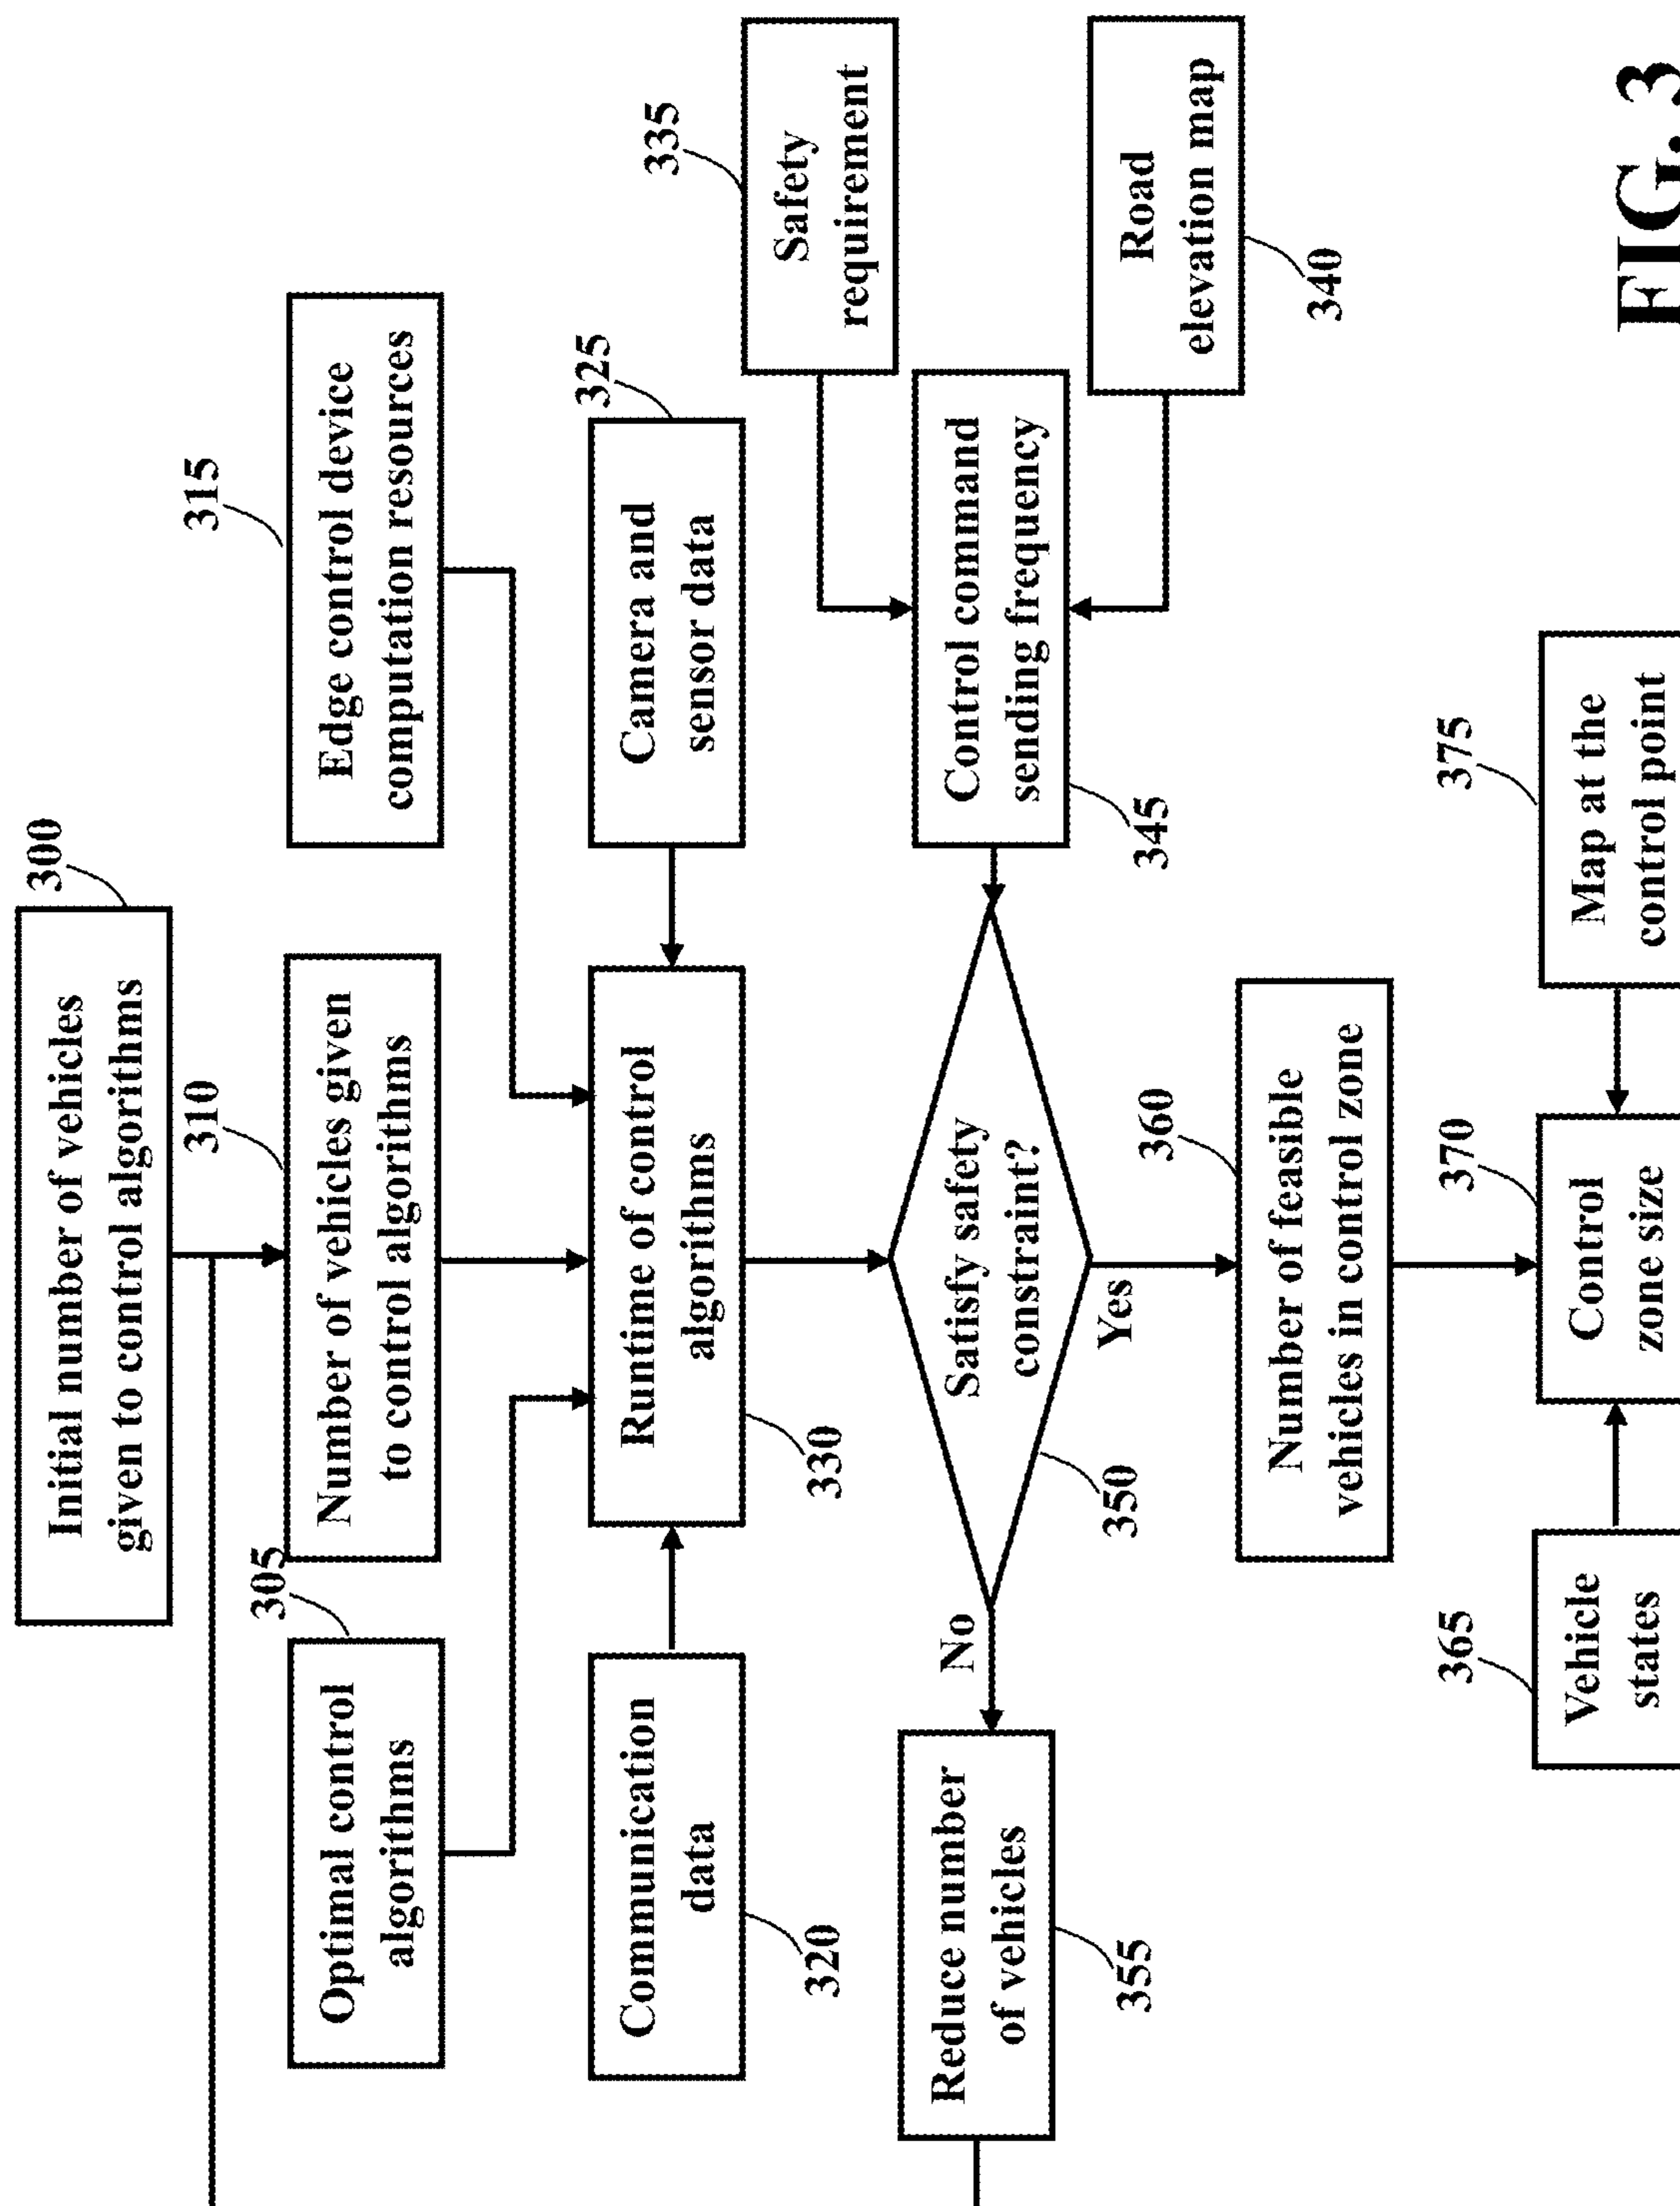 300
Initial number of vehicles
given to control algorithms
305
Optimal control
algorithms
310
Number of vehicles given
to control algorithms
315
Edge control device
computation resources
Communication
data
320
Runtime of control
algorithms
330
325
Camera and
sensor data
335
Safety
requirement
Reduce number
of vehicles
355
No
Satisfy safety
constraint?
350
Yes
Control command
sending frequency
345
Road
elevation map
340
360
Number of feasible
vehicles in control zone
365
Vehicle
states
370
Control
zone size
375
Map at the
control point
FIG. 3